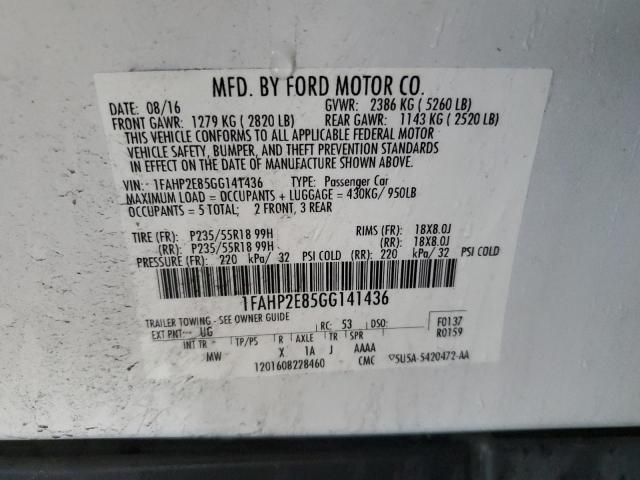 MFD. BY FORD MOTOR CO.
DATE: 08/16 GVWR: 2386 KG ( 5260 LB)
FRONT GAWR: 1279 KG ( 2820 LB) REAR GAWR: 1143 KG ( 2520 LB)
THIS VEHICLE CONFORMS TO ALL APPLICABLE FEDERAL MOTOR
VEHICLE SAFETY, BUMPER, AND THEFT PREVENTION STANDARDS
IN EFFECT ON THE DATE OF MANUFACTURE SHOWN ABOVE.
VIN: 1FAHP2E85GG141436 TYPE: Passenger Car
MAXIMUM LOAD = OCCUPANTS + LUGGAGE = 430KG/ 950LB
OCCUPANTS = 5 TOTAL; 2 FRONT, 3 REAR
TIRE (FR): P235/55R18 99H RIMS (FR): 18X8.0J
(RR): P235/55R18 99H (RR): 18X8.0J
PRESSURE (FR): 220 kPa/ 32 PSI COLD (RR): 220 kPa/ 32 PSI COLD
1FAHP2E85GG141436
TRAILER TOWING - SEE OWNER GUIDE
EXT PNT: UG RC: 53 DSO: F0137
INT TR TP/PS R AXLE TR SPR R0159
MW X 1A J AAAA
1201608228460 CMC 5U5A-5420472-AA